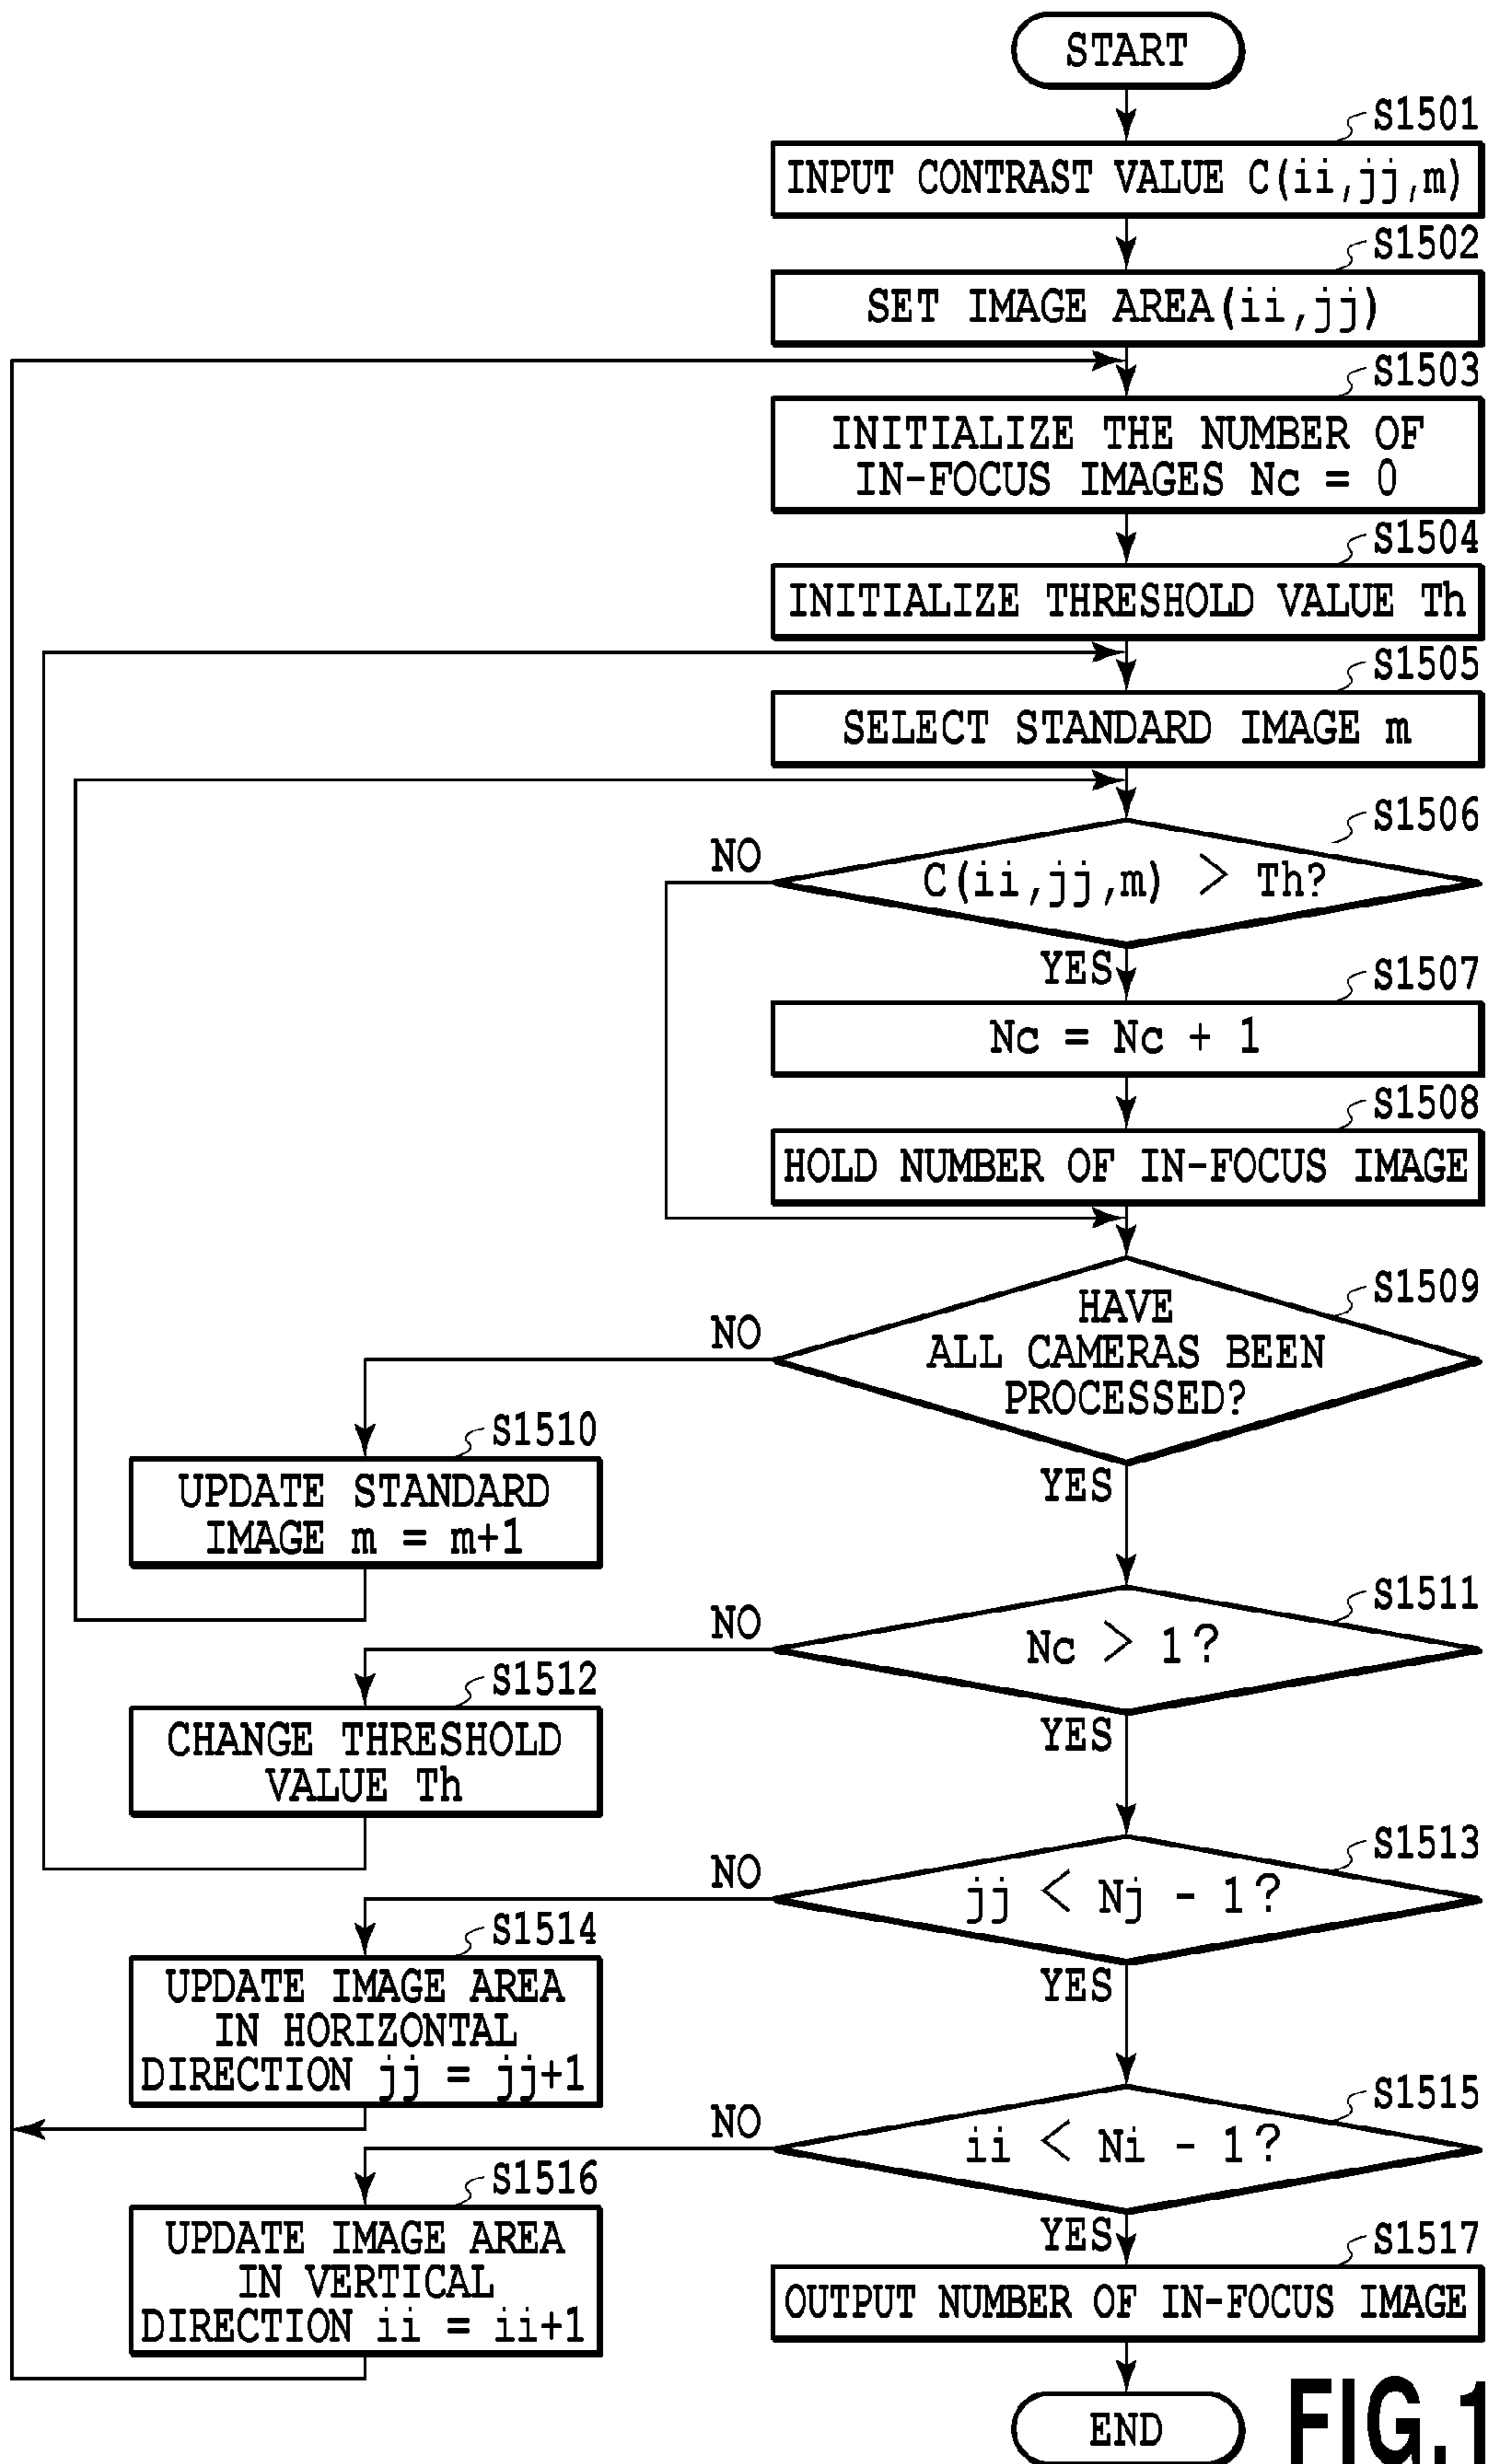 START
S1501
INPUT CONTRAST VALUE C(ii,jj,m)
S1502
SET IMAGE AREA(ii,jj)
S1503
INITIALIZE THE NUMBER OF
IN-FOCUS IMAGES Nc = 0
S1504
INITIALIZE THRESHOLD VALUE Th
S1505
SELECT STANDARD IMAGE m
S1506
NO
C(ii,jj,m) > Th?
YES
S1507
Nc = Nc + 1
S1508
HOLD NUMBER OF IN-FOCUS IMAGE
S1509
NO
HAVE
ALL CAMERAS BEEN
PROCESSED?
YES
S1510
UPDATE STANDARD
IMAGE m = m+1
S1511
NO
Nc > 1?
YES
S1512
CHANGE THRESHOLD
VALUE Th
S1513
NO
jj < Nj - 1?
YES
S1514
UPDATE IMAGE AREA
IN HORIZONTAL
DIRECTION jj = jj+1
S1515
NO
ii < Ni - 1?
YES
S1516
UPDATE IMAGE AREA
IN VERTICAL
DIRECTION ii = ii+1
S1517
OUTPUT NUMBER OF IN-FOCUS IMAGE
END
FIG.1